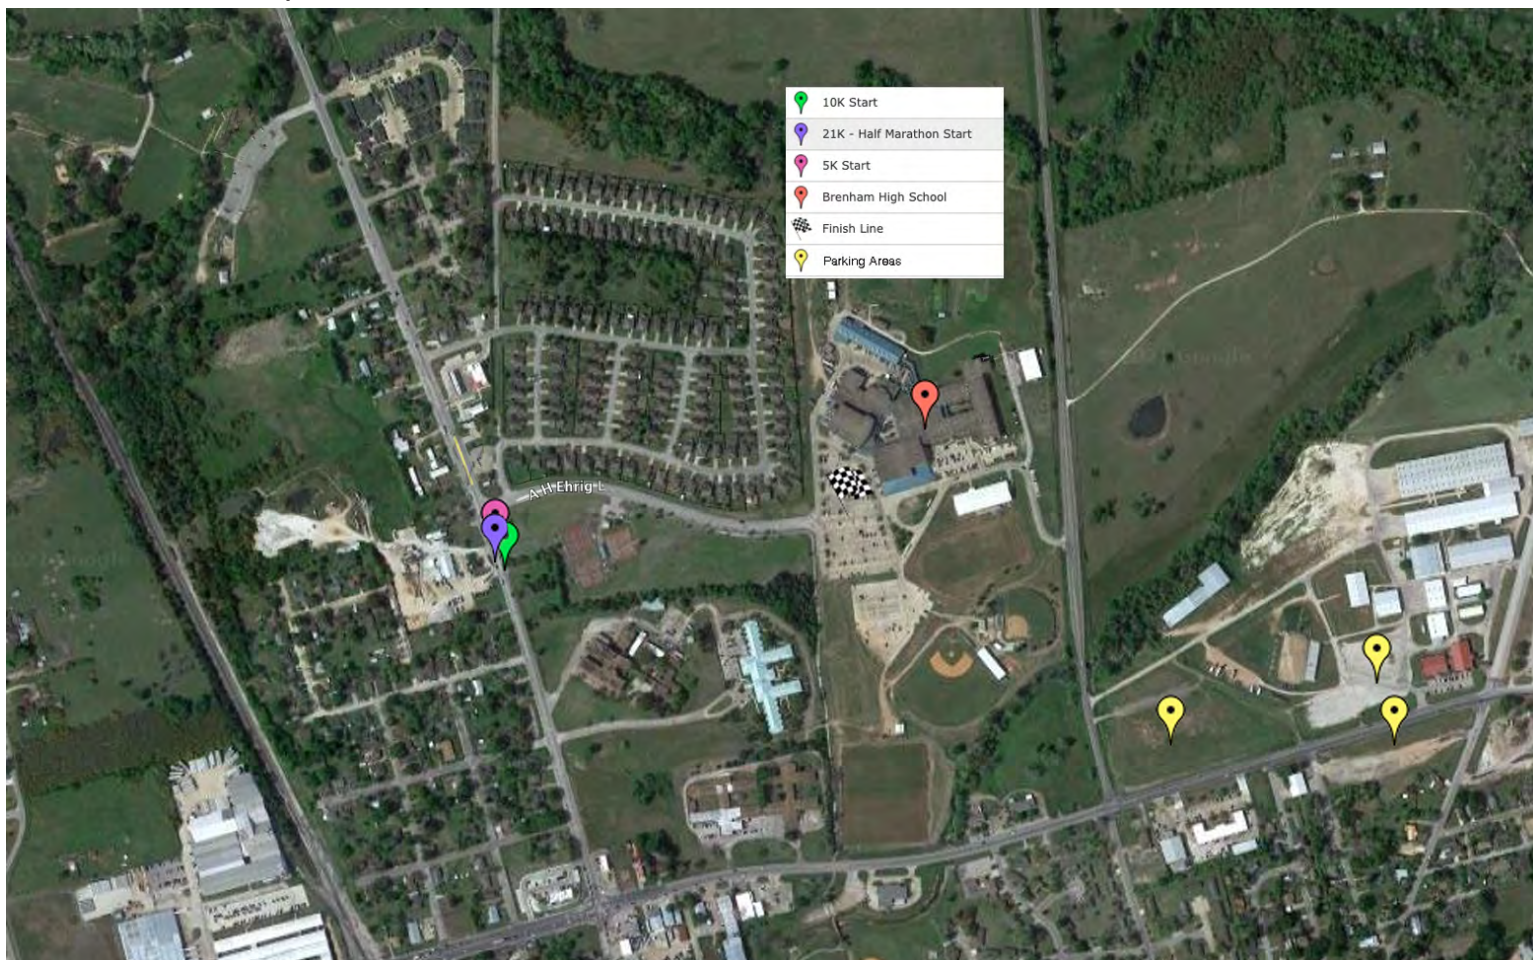 10K Start
21K - Half Marathon Start
5K Start
Brenham High School
Finish Line
Parking Areas
A H Ehrig L